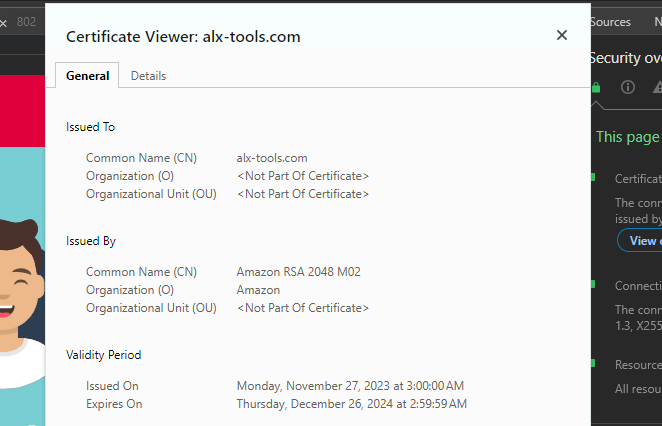 × 802
Certificate Viewer: alx-tools.com
General Details
Issued To
Common Name (CN) alx-tools.com
Organization (O) <Not Part Of Certificate>
Organizational Unit (OU) <Not Part Of Certificate>
Issued By
Common Name (CN) Amazon RSA 2048 M02
Organization (O) Amazon
Organizational Unit (OU) <Not Part Of Certificate>
Validity Period
Issued On Monday, November 27, 2023 at 3:00:00 AM
Expires On Thursday, December 26, 2024 at 2:59:59 AM
Sources N
Security ov
This page
Certificat
The conn
issued by
View c
Connecti
The conn
1.3, X255
Resource
All resou